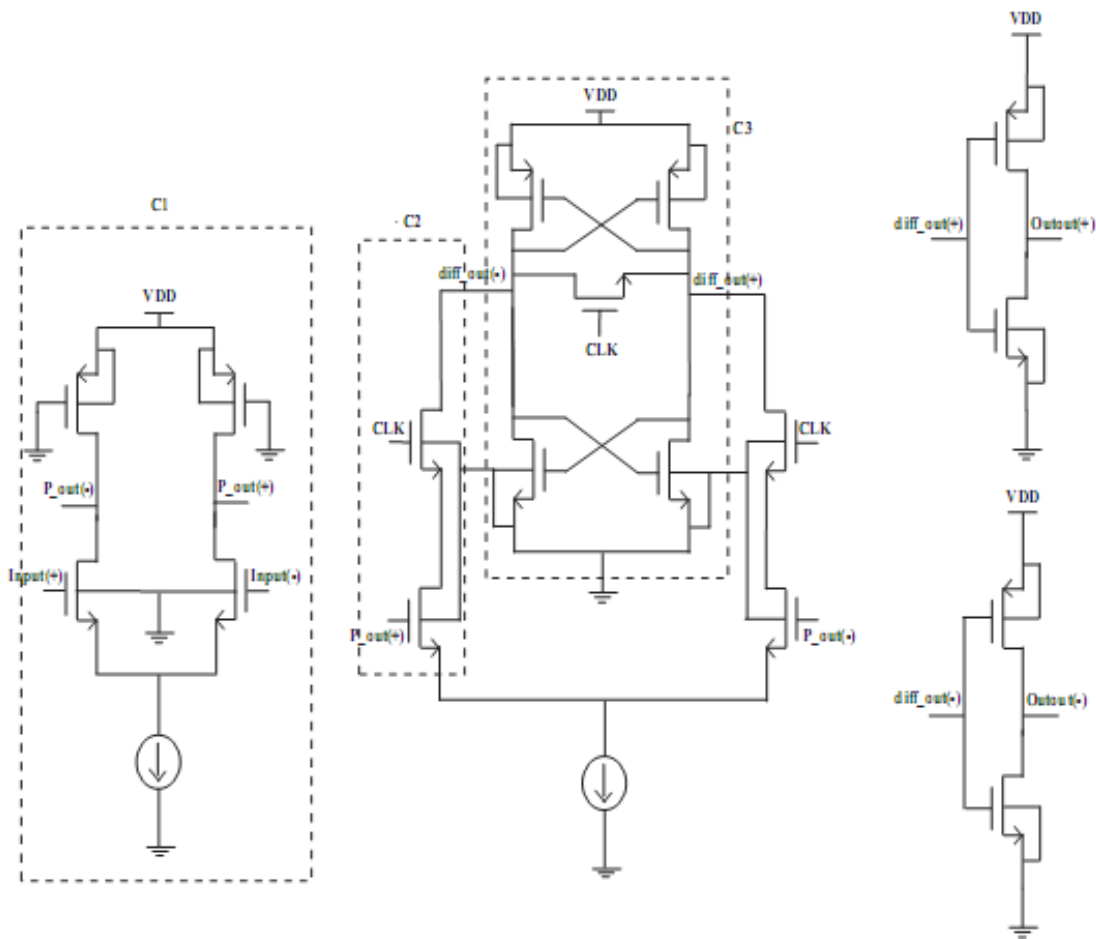 C1
VDD
P_out(-)
P_out(+)
Input(+)
Input(-)
C2
C3
VDD
diff_out(-)
diff_out(+)
CLK
CLK
CLK
P_out(+)
P_out(-)
VDD
diff_out(+)
Outout(+)
VDD
diff_out(-)
Outout(-)